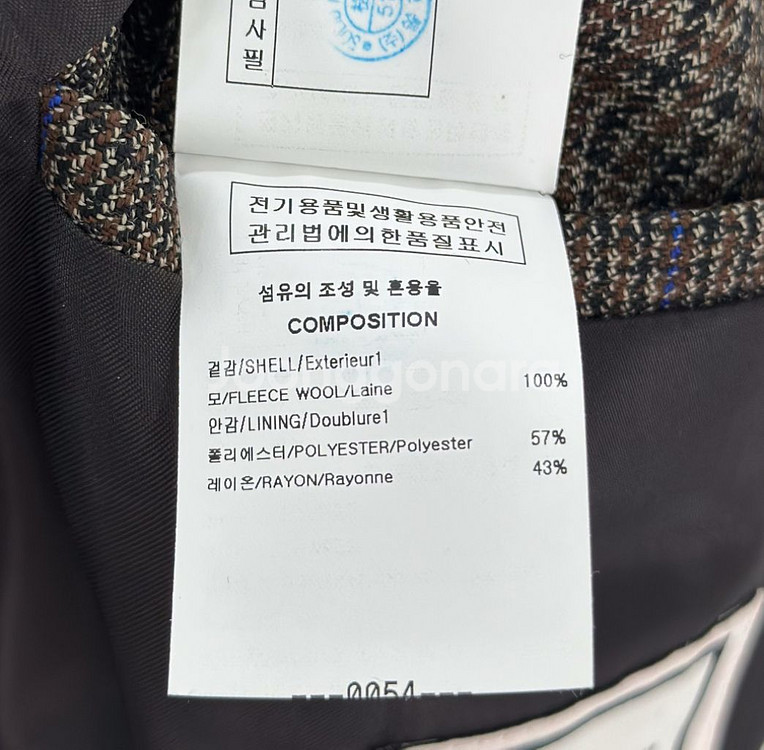 사
필
전기용품및생활용품안전
관리법에의한품질표시
섬유의 조성 및 혼용율
COMPOSITION
겉감/SHELL/Exterieur1
모/FLEECE WOOL/Laine 100%
안감/LINING/Doublure1
폴리에스터/POLYESTER/Polyester 57%
레이온/RAYON/Rayonne 43%
---0054---